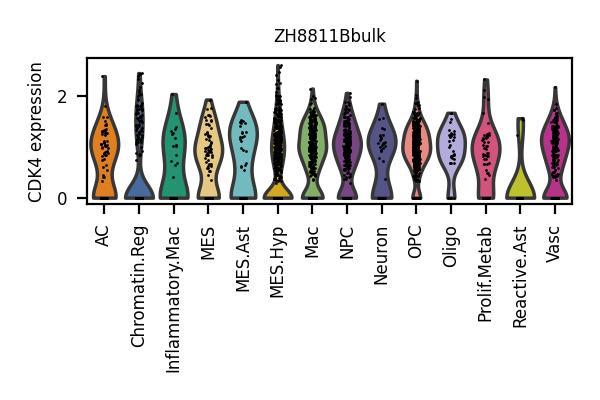 ZH8811Bbulk
CDK4 expression
2
0
AC
Chromatin.Reg
Inflammatory.Mac
MES
MES.Ast
MES.Hyp
Mac
NPC
Neuron
OPC
Oligo
Prolif.Metab
Reactive.Ast
Vasc